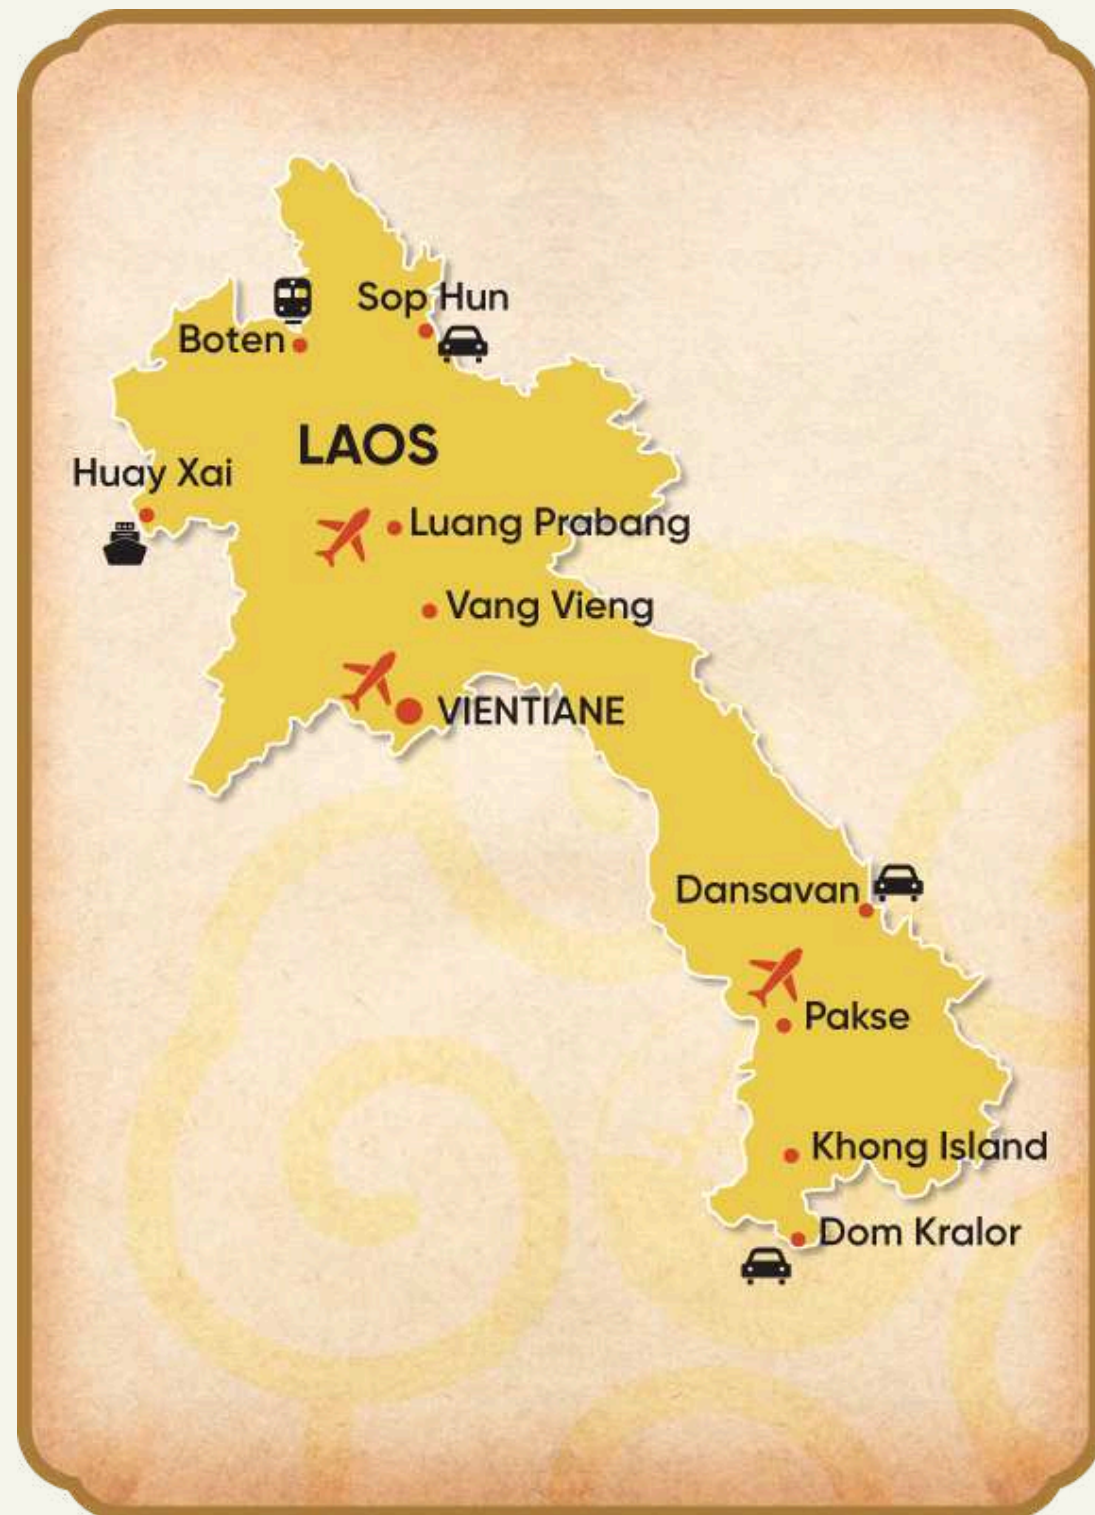 Sop Hun
Boten
LAOS
Huay Xai
Luang Prabang
Vang Vieng
VIENTIANE
Dansavan
Pakse
Khong Island
Dom Kralor